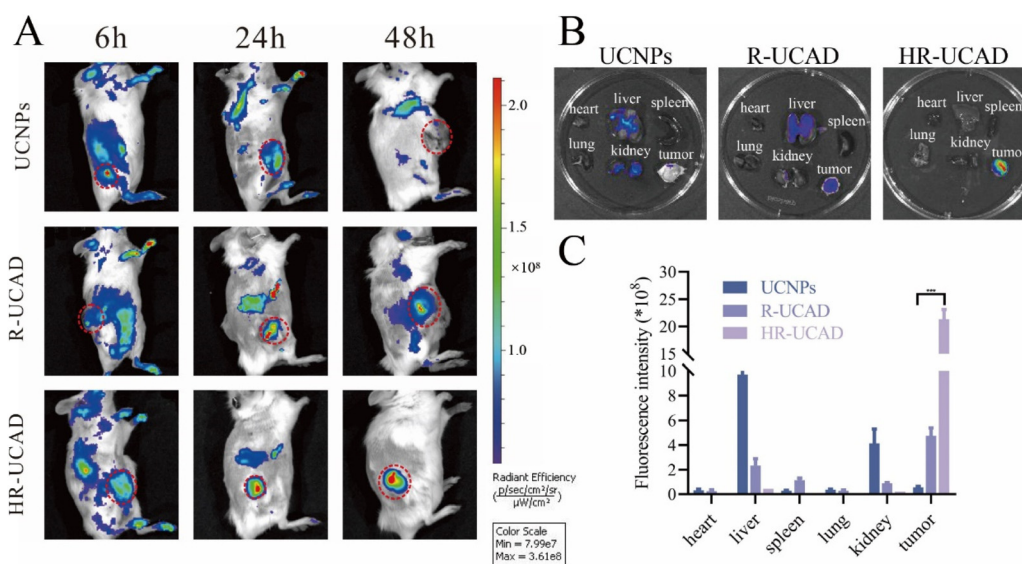 A
6h
24h
48h
UCNPs
R-UCAD
HR-UCAD
2.0
1.5
×10⁸
1.0
Radiant Efficiency
(p/sec/cm²/sr)
μW/cm²
Color Scale
Min = 7.99e7
Max = 3.61e8
B
UCNPs
R-UCAD
HR-UCAD
heart
liver
spleen
lung
kidney
tumor
heart
liver
spleen
lung
kidney
tumor
heart
liver
spleen
lung
kidney
tumor
C
Fluorescence intensity (*10⁸)
30
25
20
15
10
8
6
4
2
0
UCNPs
R-UCAD
HR-UCAD
***
heart
liver
spleen
lung
kidney
tumor